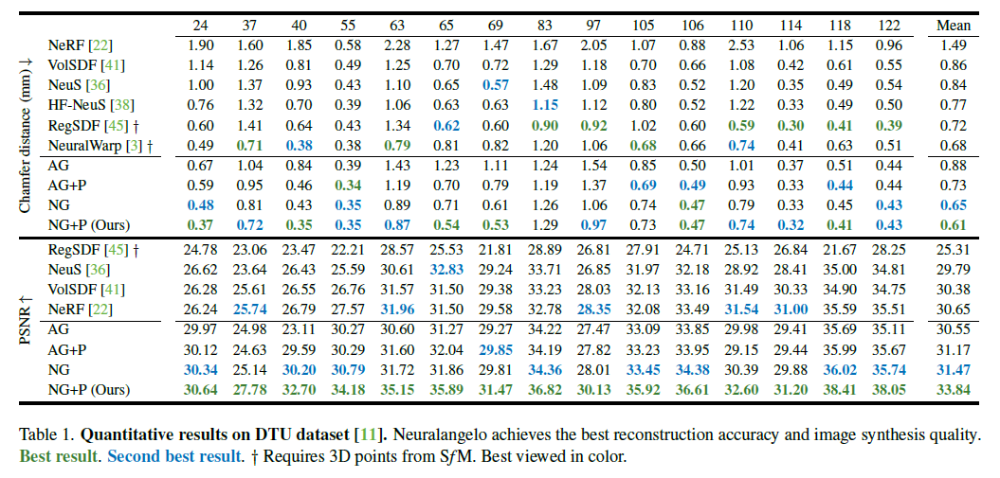 24 37 40 55 63 65 69 83 97 105 106 110 114 118 122 Mean
Chamfer distance (mm) ↓
NeRF [22] 1.90 1.60 1.85 0.58 2.28 1.27 1.47 1.67 2.05 1.07 0.88 2.53 1.06 1.15 0.96 1.49
VolSDF [41] 1.14 1.26 0.81 0.49 1.25 0.70 0.72 1.29 1.18 0.70 0.66 1.08 0.42 0.61 0.55 0.86
NeuS [36] 1.00 1.37 0.93 0.43 1.10 0.65 0.57 1.48 1.09 0.83 0.52 1.20 0.35 0.49 0.54 0.84
HF-NeuS [38] 0.76 1.32 0.70 0.39 1.06 0.63 0.63 1.15 1.12 0.80 0.52 1.22 0.33 0.49 0.50 0.77
RegSDF [45] † 0.60 1.41 0.64 0.43 1.34 0.62 0.60 0.90 0.92 1.02 0.60 0.59 0.30 0.41 0.39 0.72
NeuralWarp [3] † 0.49 0.71 0.38 0.38 0.79 0.81 0.82 1.20 1.06 0.68 0.66 0.74 0.41 0.63 0.51 0.68
AG 0.67 1.04 0.84 0.39 1.43 1.23 1.11 1.24 1.54 0.85 0.50 1.01 0.37 0.51 0.44 0.88
AG+P 0.59 0.95 0.46 0.34 1.19 0.70 0.79 1.19 1.37 0.69 0.49 0.93 0.33 0.44 0.44 0.73
NG 0.48 0.81 0.43 0.35 0.89 0.71 0.61 1.26 1.06 0.74 0.47 0.79 0.33 0.45 0.43 0.65
NG+P (Ours) 0.37 0.72 0.35 0.35 0.87 0.54 0.53 1.29 0.97 0.73 0.47 0.74 0.32 0.41 0.43 0.61
PSNR ↑
RegSDF [45] † 24.78 23.06 23.47 22.21 28.57 25.53 21.81 28.89 26.81 27.91 24.71 25.13 26.84 21.67 28.25 25.31
NeuS [36] 26.62 23.64 26.43 25.59 30.61 32.83 29.24 33.71 26.85 31.97 32.18 28.92 28.41 35.00 34.81 29.79
VolSDF [41] 26.28 25.61 26.55 26.76 31.57 31.50 29.38 33.23 28.03 32.13 33.16 31.49 30.33 34.90 34.75 30.38
NeRF [22] 26.24 25.74 26.79 27.57 31.96 31.50 29.58 32.78 28.35 32.08 33.49 31.54 31.00 35.59 35.51 30.65
AG 29.97 24.98 23.11 30.27 30.60 31.27 29.27 34.22 27.47 33.09 33.85 29.98 29.41 35.69 35.11 30.55
AG+P 30.12 24.63 29.59 30.29 31.60 32.04 29.85 34.19 27.82 33.23 33.95 29.15 29.44 35.99 35.67 31.17
NG 30.34 25.14 30.20 30.79 31.72 31.86 29.81 34.36 28.01 33.45 34.38 30.39 29.88 36.02 35.74 31.47
NG+P (Ours) 30.64 27.78 32.70 34.18 35.15 35.89 31.47 36.82 30.13 35.92 36.61 32.60 31.20 38.41 38.05 33.84
Table 1. Quantitative results on DTU dataset [11]. Neuralangelo achieves the best reconstruction accuracy and image synthesis quality.
Best result. Second best result. † Requires 3D points from SfM. Best viewed in color.